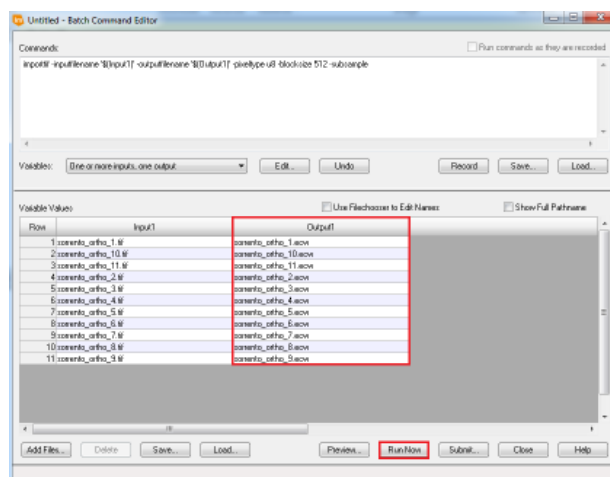 Untitled - Batch Command Editor
Commands:
Run commands as they are recorded
importtif -inputfilename "$(Input1)" -outputfilename "$(Output1)" -pixeltype u8 -blocksize 512 -subsample
Variables: One or more inputs, one output Edit... Undo Record Save... Load...
Variable Values: Use Filechooser to Edit Names Show Full Pathname
Row Input1 Output1
1 sorrento_ortho_1.tif sorrento_ortho_1.ecw
2 sorrento_ortho_10.tif sorrento_ortho_10.ecw
3 sorrento_ortho_11.tif sorrento_ortho_11.ecw
4 sorrento_ortho_2.tif sorrento_ortho_2.ecw
5 sorrento_ortho_3.tif sorrento_ortho_3.ecw
6 sorrento_ortho_4.tif sorrento_ortho_4.ecw
7 sorrento_ortho_5.tif sorrento_ortho_5.ecw
8 sorrento_ortho_6.tif sorrento_ortho_6.ecw
9 sorrento_ortho_7.tif sorrento_ortho_7.ecw
10 sorrento_ortho_8.tif sorrento_ortho_8.ecw
11 sorrento_ortho_9.tif sorrento_ortho_9.ecw
Add Files... Delete Save... Load... Preview... Run Now Submit... Close Help